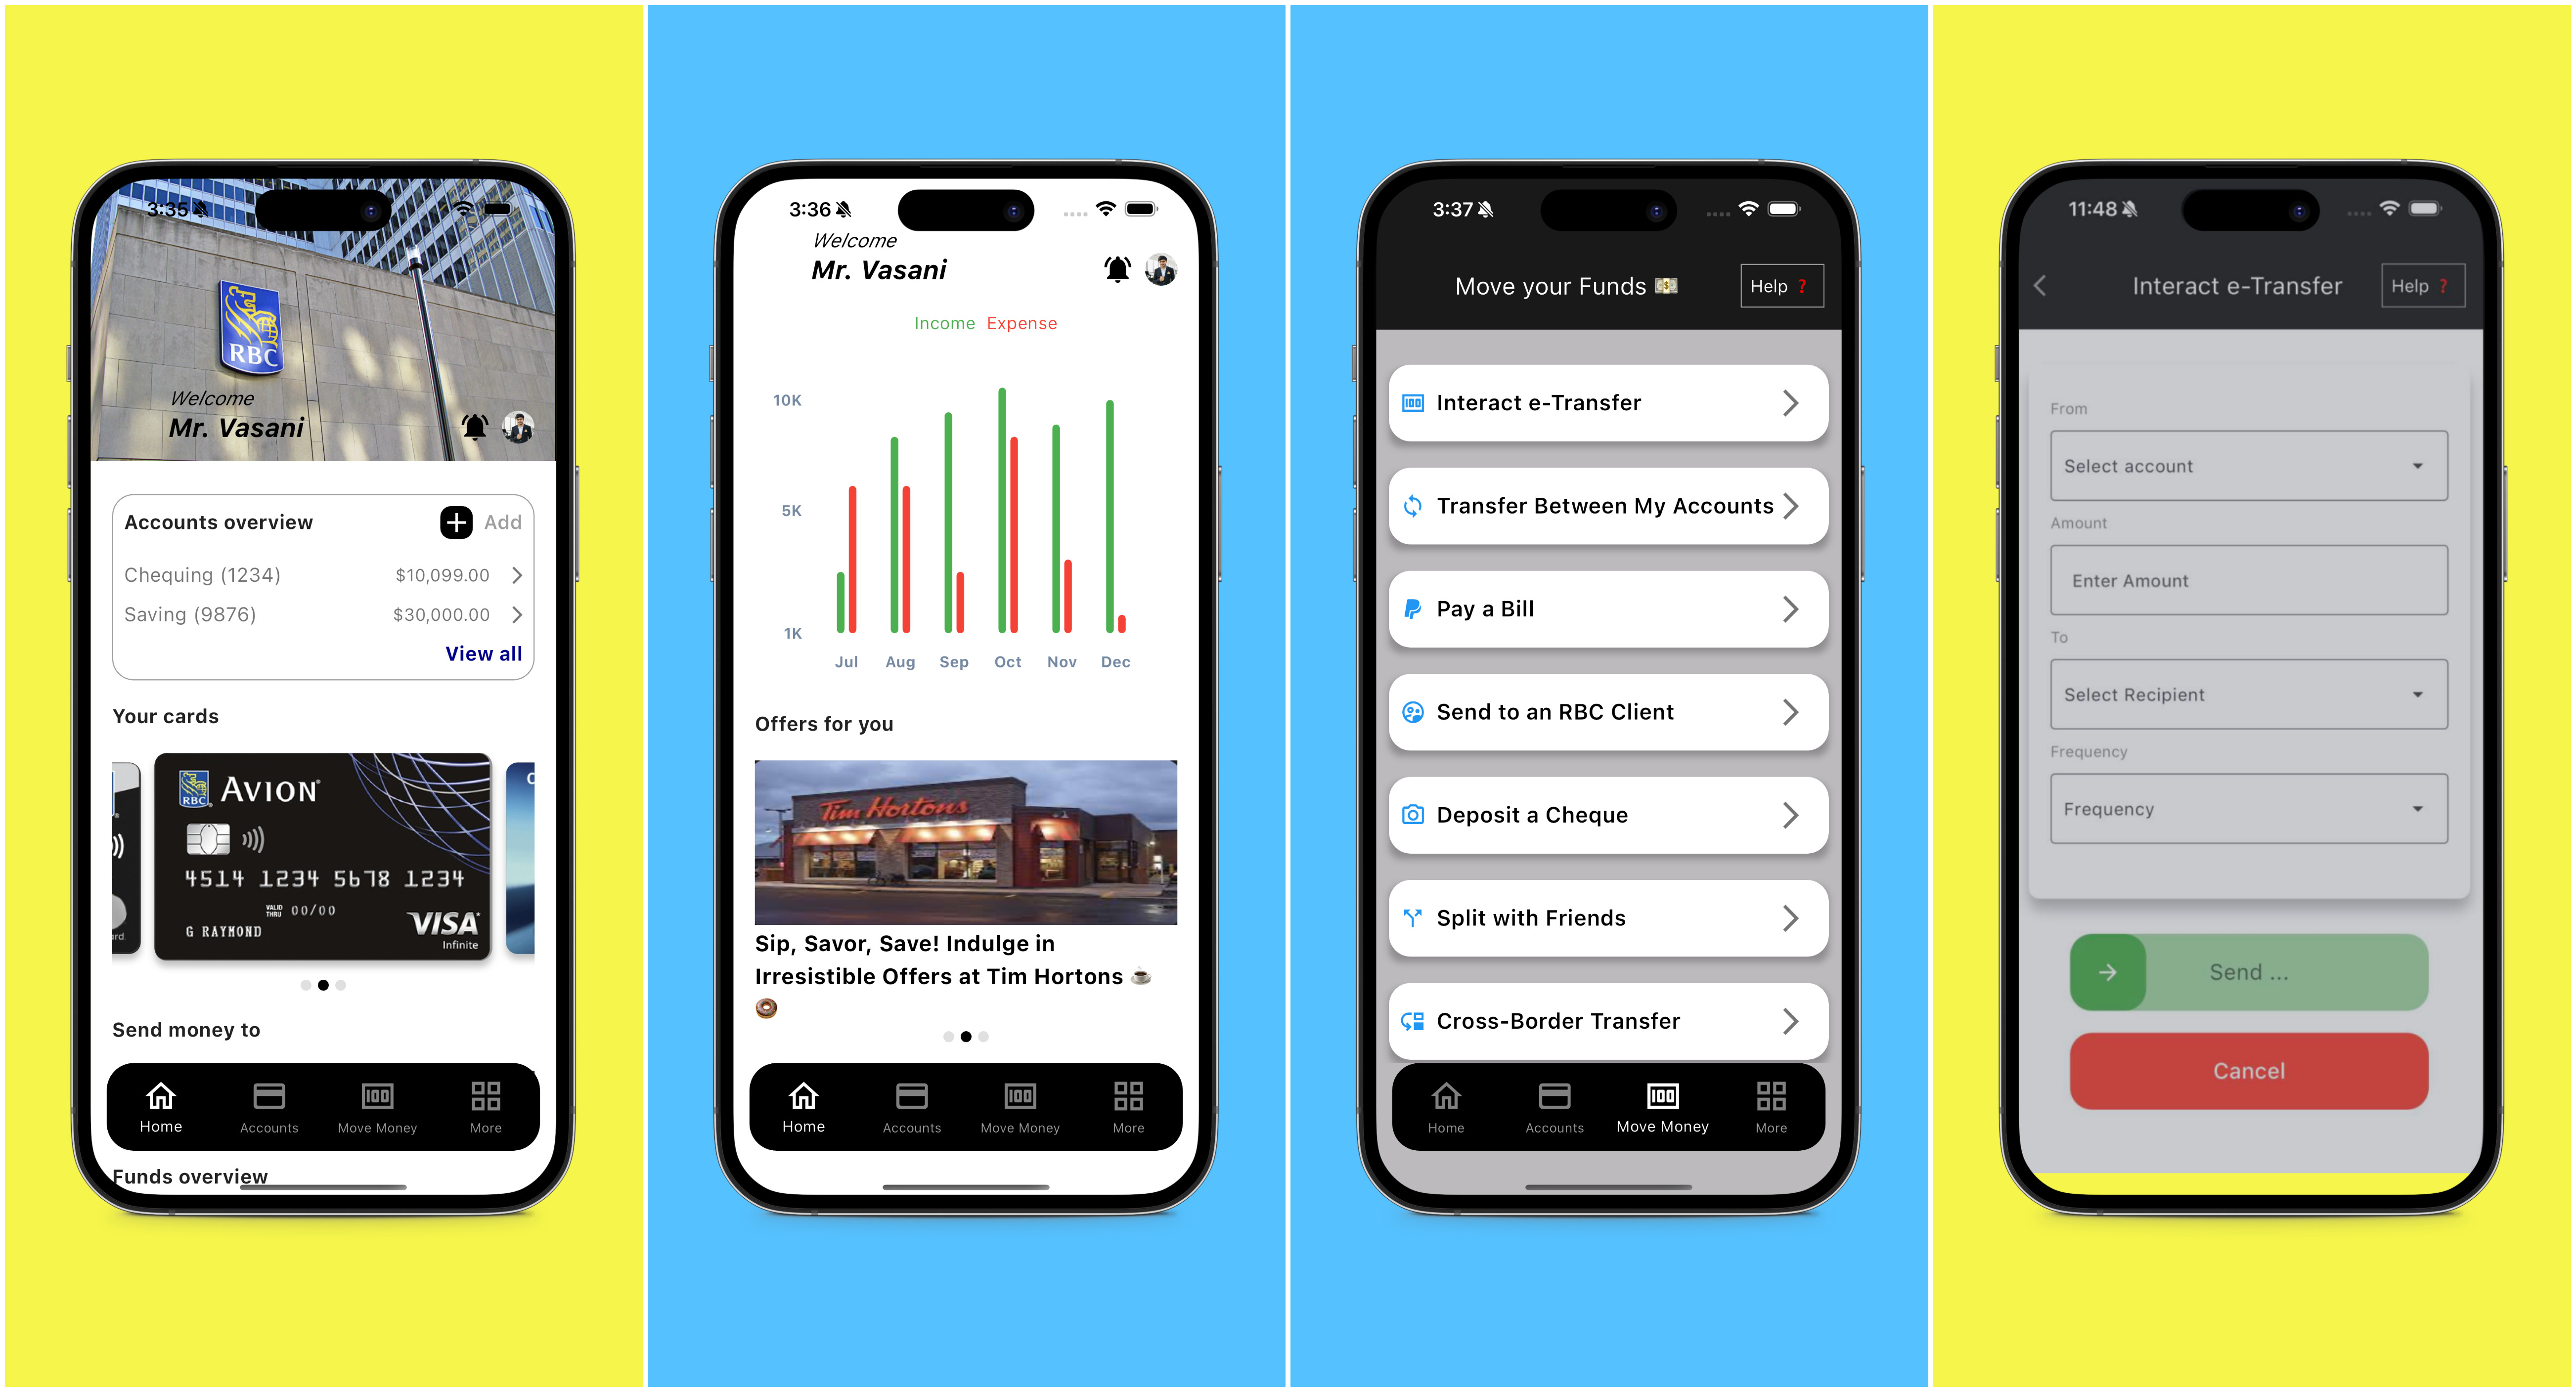 3:35
RBC
Welcome
Mr. Vasani
Accounts overview
Add
Chequing (1234)
$10,099.00
Saving (9876)
$30,000.00
View all
Your cards
RBC
AVION
4514 1234 5678 1234
VALID THRU 00/00
G RAYMOND
VISA
Infinite
rd.
Send money to
Home
Accounts
Move Money
More
Funds overview
3:36
Welcome
Mr. Vasani
Income Expense
10K
5K
1K
Jul Aug Sep Oct Nov Dec
Offers for you
Tim Hortons
Sip, Savor, Save! Indulge in
Irresistible Offers at Tim Hortons ☕
🍩
Home
Accounts
Move Money
More
3:37
Move your Funds 💵
Help ❓
Interact e-Transfer
Transfer Between My Accounts
Pay a Bill
Send to an RBC Client
Deposit a Cheque
Split with Friends
Cross-Border Transfer
Home
Accounts
Move Money
More
11:48
Interact e-Transfer
Help ❓
From
Select account
Amount
Enter Amount
To
Select Recipient
Frequency
Frequency
Send ...
Cancel